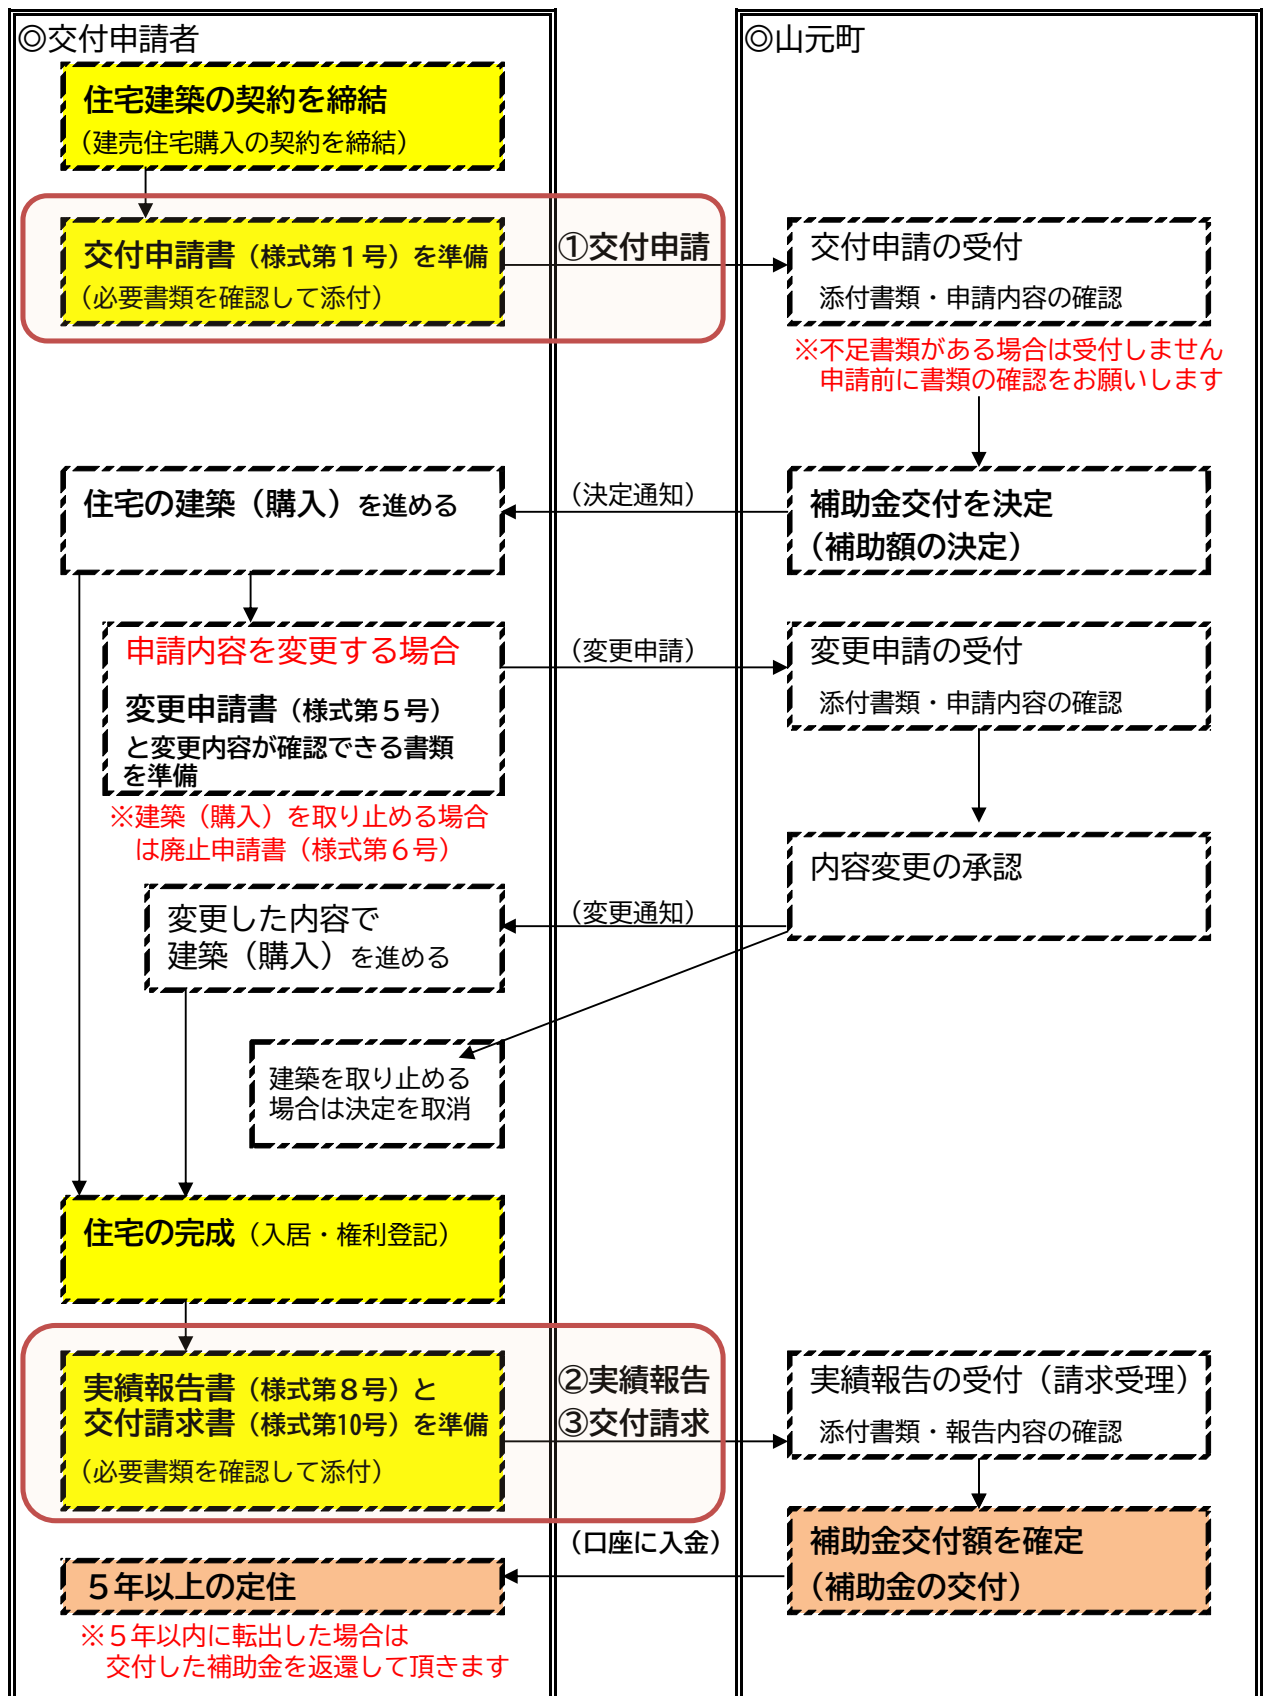 ◎交付申請者
◎山元町
住宅建築の契約を締結
（建売住宅購入の契約を締結）
交付申請書（様式第１号）を準備
（必要書類を確認して添付）
①交付申請
交付申請の受付
添付書類・申請内容の確認
※不足書類がある場合は受付しません
申請前に書類の確認をお願いします
住宅の建築（購入）を進める
（決定通知）
補助金交付を決定
（補助額の決定）
申請内容を変更する場合
変更申請書（様式第５号）
と変更内容が確認できる書類
を準備
（変更申請）
変更申請の受付
添付書類・申請内容の確認
※建築（購入）を取り止める場合
は廃止申請書（様式第６号）
内容変更の承認
（変更通知）
変更した内容で
建築（購入）を進める
建築を取り止める
場合は決定を取消
住宅の完成（入居・権利登記）
実績報告書（様式第８号）と
交付請求書（様式第10号）を準備
（必要書類を確認して添付）
②実績報告
③交付請求
実績報告の受付（請求受理）
添付書類・報告内容の確認
（口座に入金）
補助金交付額を確定
（補助金の交付）
５年以上の定住
※５年以内に転出した場合は
交付した補助金を返還して頂きます